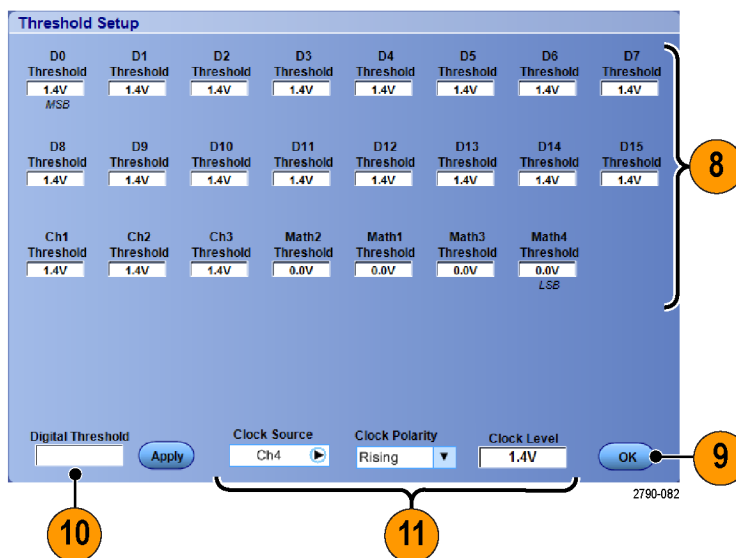 Threshold Setup
D0 D1 D2 D3 D4 D5 D6 D7
Threshold Threshold Threshold Threshold Threshold Threshold Threshold Threshold
1.4V 1.4V 1.4V 1.4V 1.4V 1.4V 1.4V 1.4V
MSB
8
D8 D9 D10 D11 D12 D13 D14 D15
Threshold Threshold Threshold Threshold Threshold Threshold Threshold Threshold
1.4V 1.4V 1.4V 1.4V 1.4V 1.4V 1.4V 1.4V
Ch1 Ch2 Ch3 Math2 Math1 Math3 Math4
Threshold Threshold Threshold Threshold Threshold Threshold Threshold
1.4V 1.4V 1.4V 0.0V 0.0V 0.0V 0.0V
LSB
Digital Threshold Clock Source Clock Polarity Clock Level
Apply Ch4 Rising 1.4V OK 9
2790-082
10 11